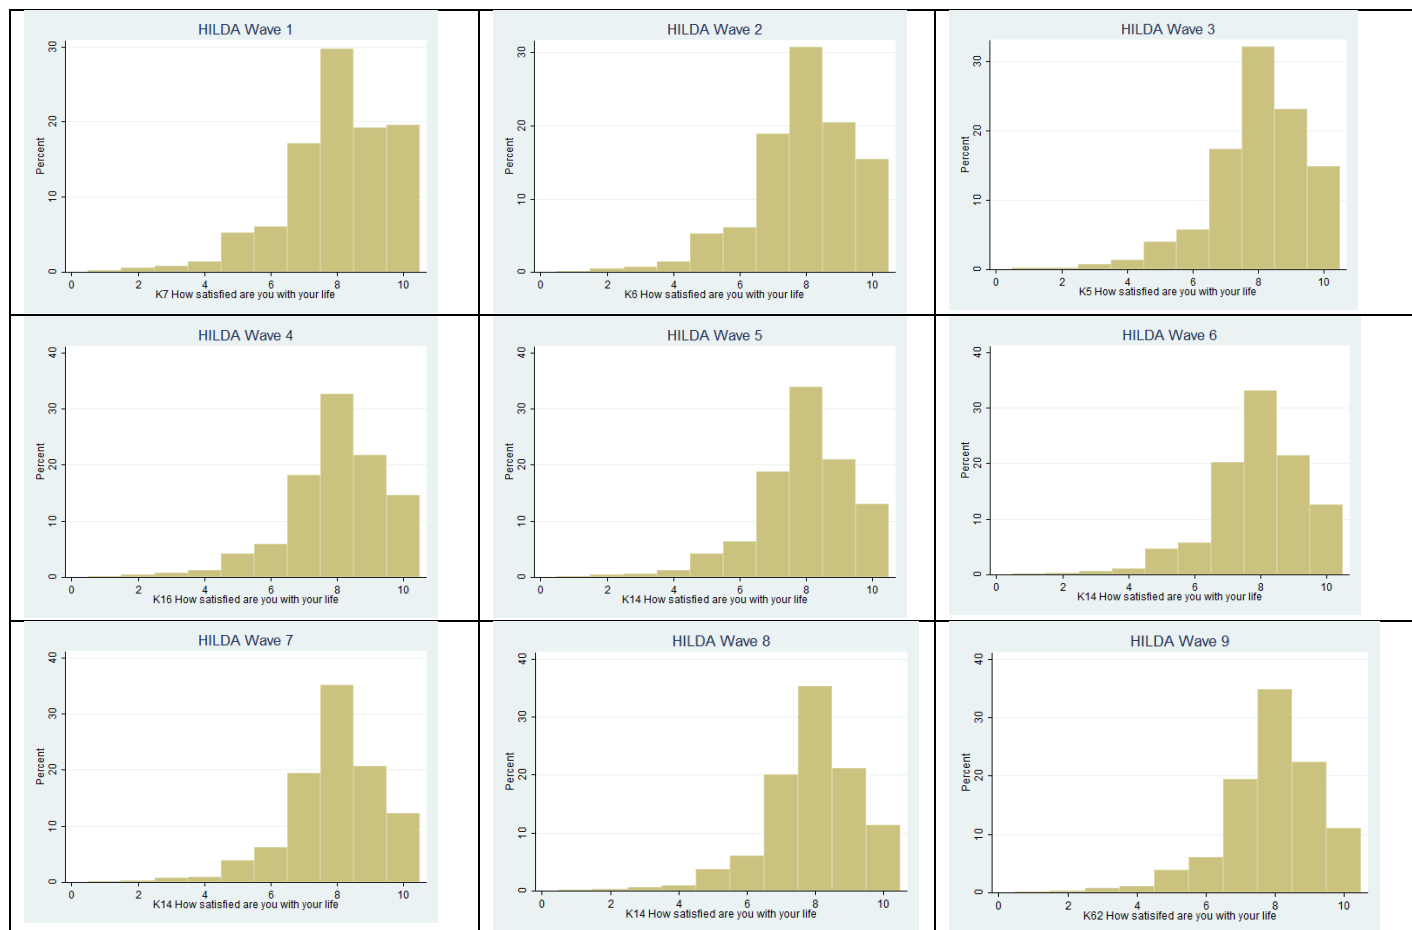 HILDA Wave 1
30
20
10
0
Percent
0 2 4 6 8 10
K7 How satisfied are you with your life
HILDA Wave 2
30
20
10
0
Percent
0 2 4 6 8 10
K6 How satisfied are you with your life
HILDA Wave 3
30
20
10
0
Percent
0 2 4 6 8 10
K5 How satisfied are you with your life
HILDA Wave 4
40
30
20
10
0
Percent
0 2 4 6 8 10
K16 How satisfied are you with your life
HILDA Wave 5
40
30
20
10
0
Percent
0 2 4 6 8 10
K14 How satisfied are you with your life
HILDA Wave 6
40
30
20
10
0
Percent
0 2 4 6 8 10
K14 How satisfied are you with your life
HILDA Wave 7
40
30
20
10
0
Percent
0 2 4 6 8 10
K14 How satisfied are you with your life
HILDA Wave 8
40
30
20
10
0
Percent
0 2 4 6 8 10
K14 How satisfied are you with your life
HILDA Wave 9
40
30
20
10
0
Percent
0 2 4 6 8 10
K62 How satisifed are you with your life